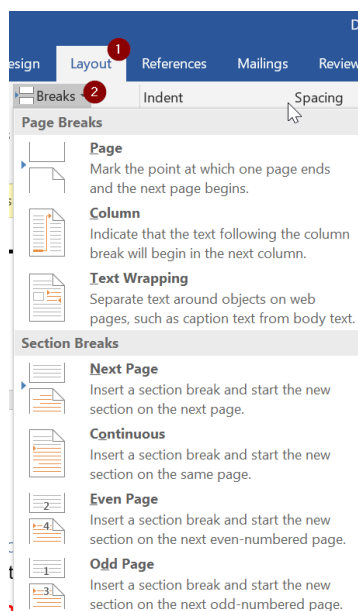 D
esign Layout 1 References Mailings Review
Breaks 2 Indent Spacing
Page Breaks
Page
Mark the point at which one page ends
and the next page begins.
Column
Indicate that the text following the column
break will begin in the next column.
Text Wrapping
Separate text around objects on web
pages, such as caption text from body text.
Section Breaks
Next Page
Insert a section break and start the new
section on the next page.
Continuous
Insert a section break and start the new
section on the same page.
2
4
Even Page
Insert a section break and start the new
section on the next even-numbered page.
1
3
Odd Page
Insert a section break and start the new
section on the next odd-numbered page.